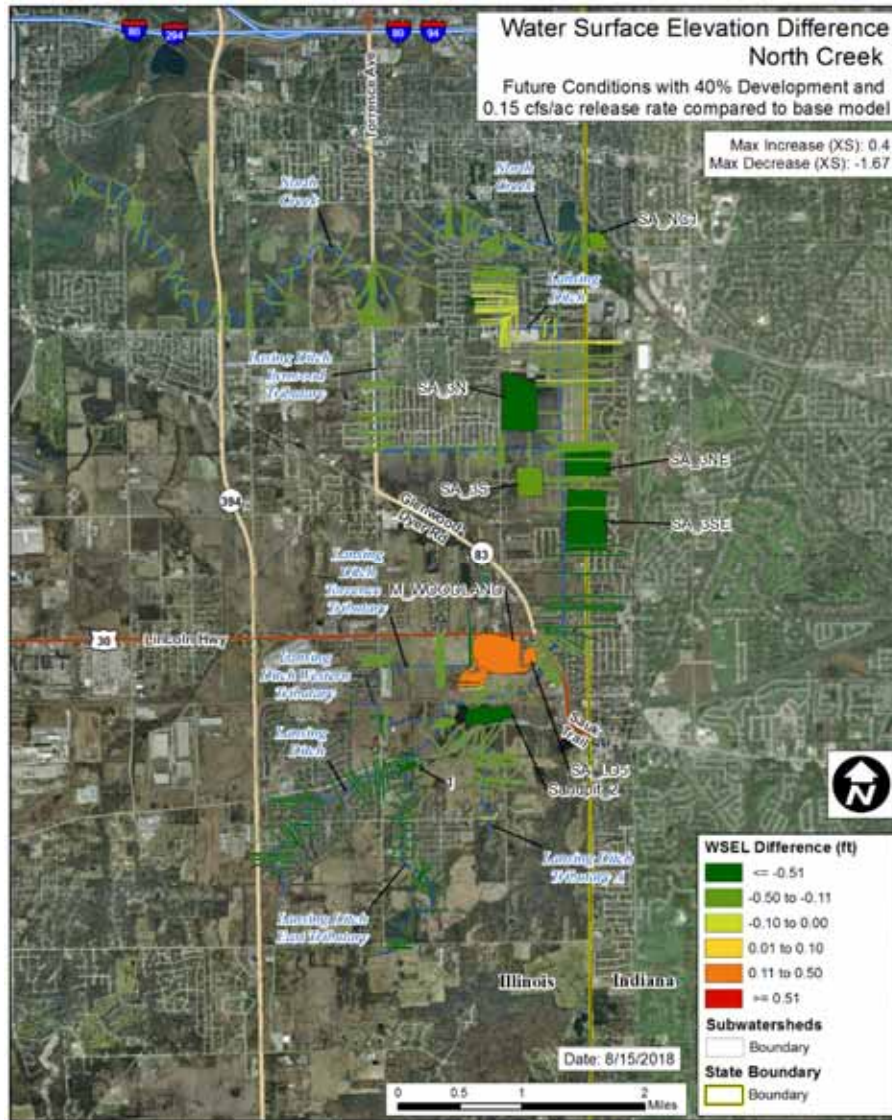 Water Surface Elevation Difference
North Creek
Future Conditions with 40% Development and
0.15 cfs/ac release rate compared to base model
Max Increase (XS): 0.4
Max Decrease (XS): -1.67
80
294
80
94
Torrence Ave
North
Creek
North
Creek
SA_NC1
Lansing
Ditch
Lansing Ditch
Lynwood
Tributary
SA_3N
SA_3NE
SA_3S
SA_3SE
394
Glenwood
Dyer Rd
83
Lansing
Ditch
Torrence
Tributary
M_WOODLAND
30
Lincoln Hwy
Lansing
Ditch Western
Tributary
Sauk
Trail
Lansing
Ditch
SA_LD5
Sandpit_2
Lansing Ditch
Tributary A
Lansing Ditch
East Tributary
N
WSEL Difference (ft)
<= -0.51
-0.50 to -0.11
-0.10 to 0.00
0.01 to 0.10
0.11 to 0.50
>= 0.51
Subwatersheds
Boundary
State Boundary
Boundary
Illinois
Indiana
Date: 8/15/2018
0 0.5 1 2
Miles